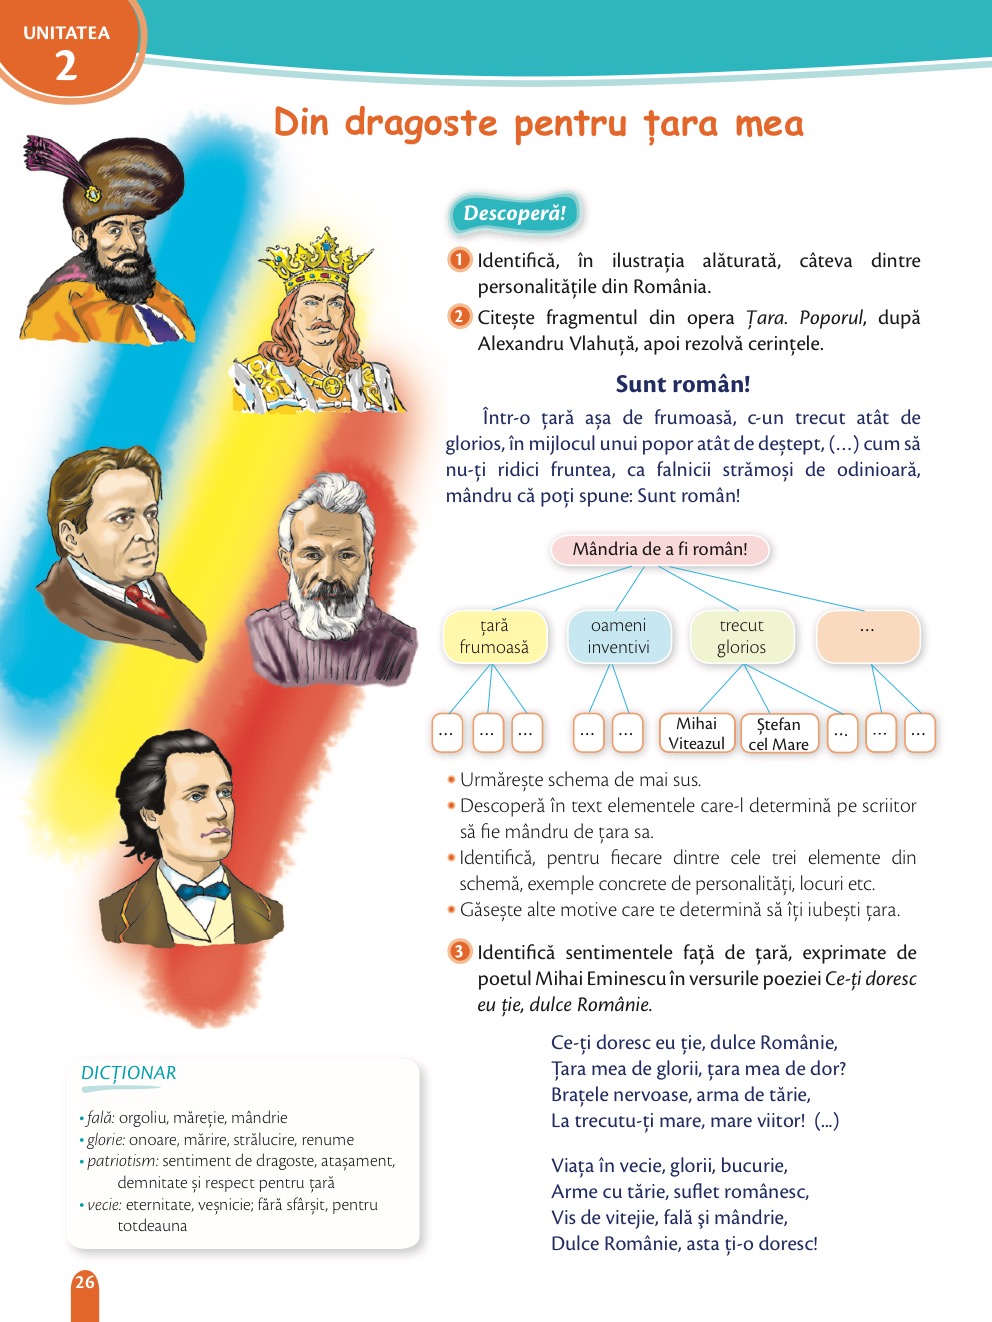 UNITATEA
2
Din dragoste pentru țara mea
Descoperă!
1 Identifică, în ilustrația alăturată, câteva dintre
personalitățile din România.
2 Citește fragmentul din opera Țara. Poporul, după
Alexandru Vlahuță, apoi rezolvă cerințele.
Sunt român!
Într-o țară așa de frumoasă, c-un trecut atât de
glorios, în mijlocul unui popor atât de deștept, (…) cum să
nu-ți ridici fruntea, ca falnicii strămoși de odinioară,
mândru că poți spune: Sunt român!
Mândria de a fi român!
țară
frumoasă
oameni
inventivi
trecut
glorios
...
...
...
...
...
...
Mihai
Viteazul
Ștefan
cel Mare
...
...
...
• Urmărește schema de mai sus.
• Descoperă în text elementele care-l determină pe scriitor
să fie mândru de țara sa.
• Identifică, pentru fiecare dintre cele trei elemente din
schemă, exemple concrete de personalități, locuri etc.
• Găsește alte motive care te determină să îți iubești țara.
3 Identifică sentimentele față de țară, exprimate de
poetul Mihai Eminescu în versurile poeziei Ce-ți doresc
eu ție, dulce Românie.
Ce-ți doresc eu ție, dulce Românie,
Țara mea de glorii, țara mea de dor?
Brațele nervoase, arma de tărie,
La trecutu-ți mare, mare viitor! (...)
Viața în vecie, glorii, bucurie,
Arme cu tărie, suflet românesc,
Vis de vitejie, fală şi mândrie,
Dulce Românie, asta ți-o doresc!
DICȚIONAR
• fală: orgoliu, măreție, mândrie
• glorie: onoare, mărire, strălucire, renume
• patriotism: sentiment de dragoste, atașament,
demnitate și respect pentru țară
• vecie: eternitate, veșnicie; fără sfârșit, pentru
totdeauna
26